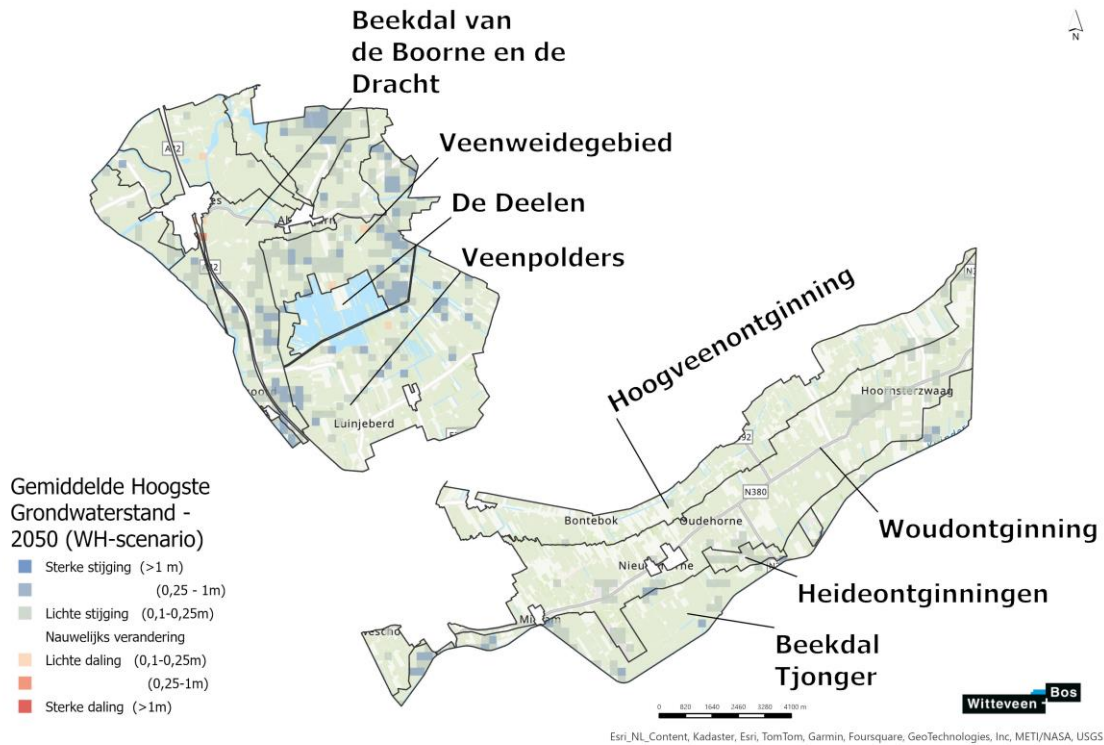 Beekdal van
de Boorne en de
Dracht
N
Veenweidegebied
De Deelen
Veenpolders
A32
Luinjeberd
Hoogveenontginning
Hoornsterzwaag
N380
Bontebok
Oudehorne
Woudontginning
Heideontginningen
Beekdal
Tjonger
Gemiddelde Hoogste
Grondwaterstand -
2050 (WH-scenario)
Sterke stijging (>1 m)
(0,25 - 1m)
Lichte stijging (0,1-0,25m)
Nauwelijks verandering
Lichte daling (0,1-0,25m)
(0,25-1m)
Sterke daling (>1m)
0 820 1640 2460 3280 4100 m
Witteveen + Bos
Esri_NL_Content, Kadaster, Esri, TomTom, Garmin, Foursquare, GeoTechnologies, Inc, METI/NASA, USGS